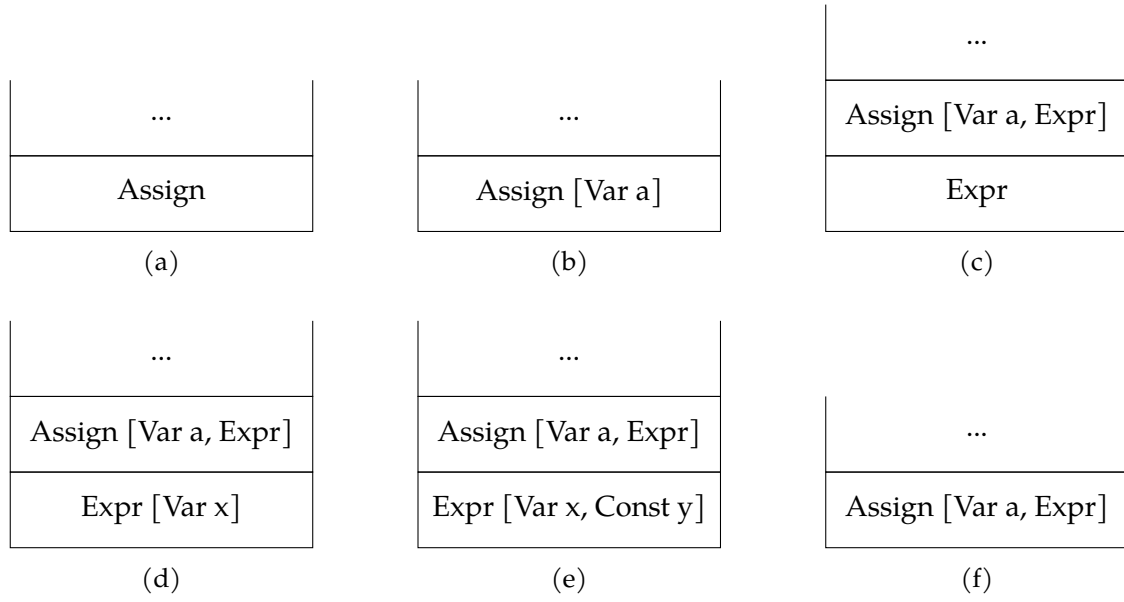 ...
Assign
(a)
...
Assign [Var a]
(b)
...
Assign [Var a, Expr]
Expr
(c)
...
Assign [Var a, Expr]
Expr [Var x]
(d)
...
Assign [Var a, Expr]
Expr [Var x, Const y]
(e)
...
Assign [Var a, Expr]
(f)